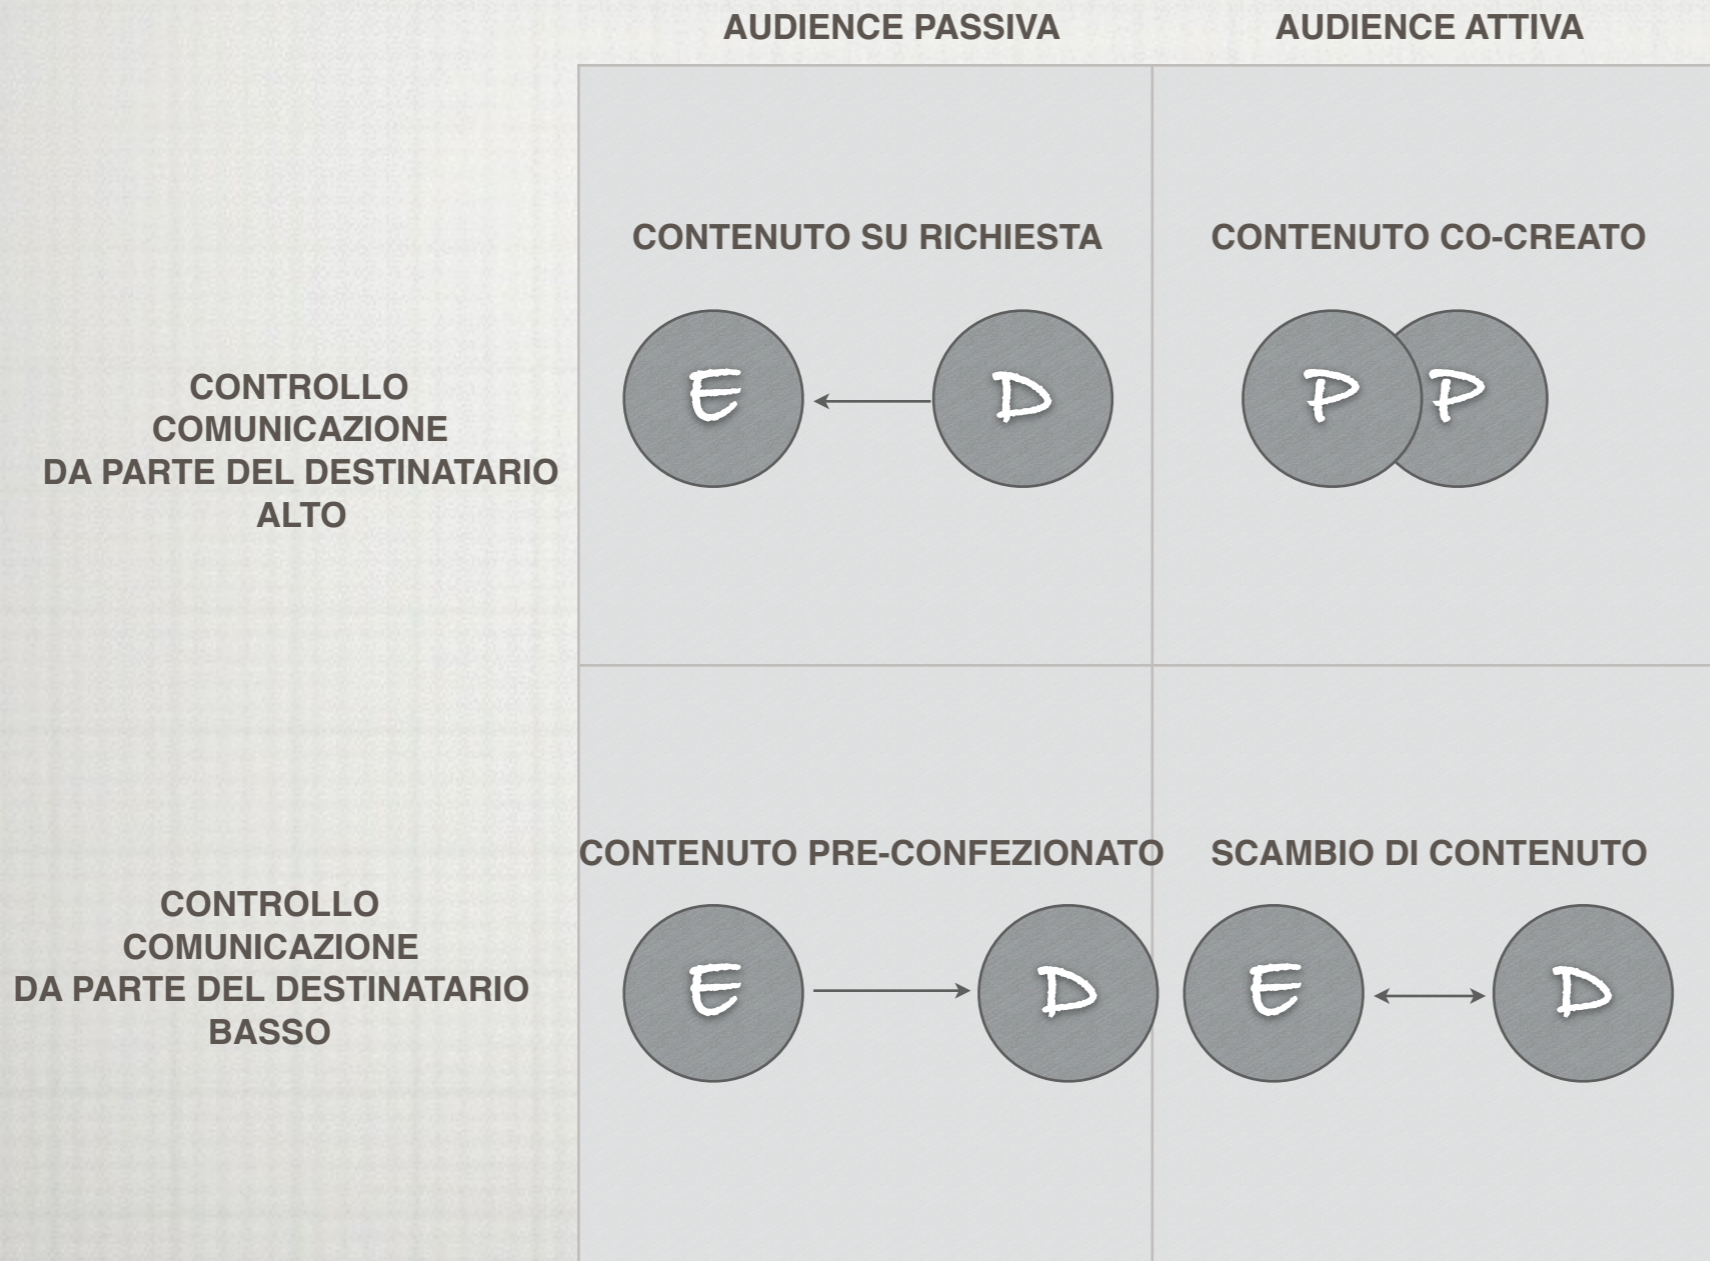 AUDIENCE PASSIVA
AUDIENCE ATTIVA
CONTROLLO
COMUNICAZIONE
DA PARTE DEL DESTINATARIO
ALTO
CONTENUTO SU RICHIESTA
E
D
CONTENUTO CO-CREATO
P
P
CONTROLLO
COMUNICAZIONE
DA PARTE DEL DESTINATARIO
BASSO
CONTENUTO PRE-CONFEZIONATO
E
D
SCAMBIO DI CONTENUTO
E
D